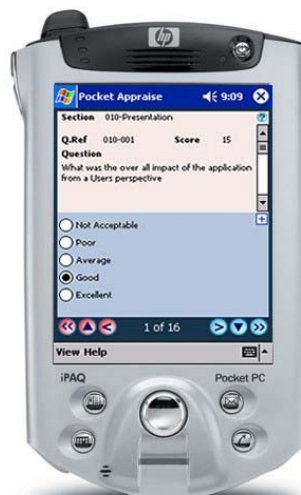 hp
Pocket Appraise 9:09
Section 010-Presentation
Q.Ref 010-001 Score 15
Question
What was the over all impact of the application
from a Users perspective
Not Acceptable
Poor
Average
Good
Excellent
1 of 16
View Help
iPAQ Pocket PC